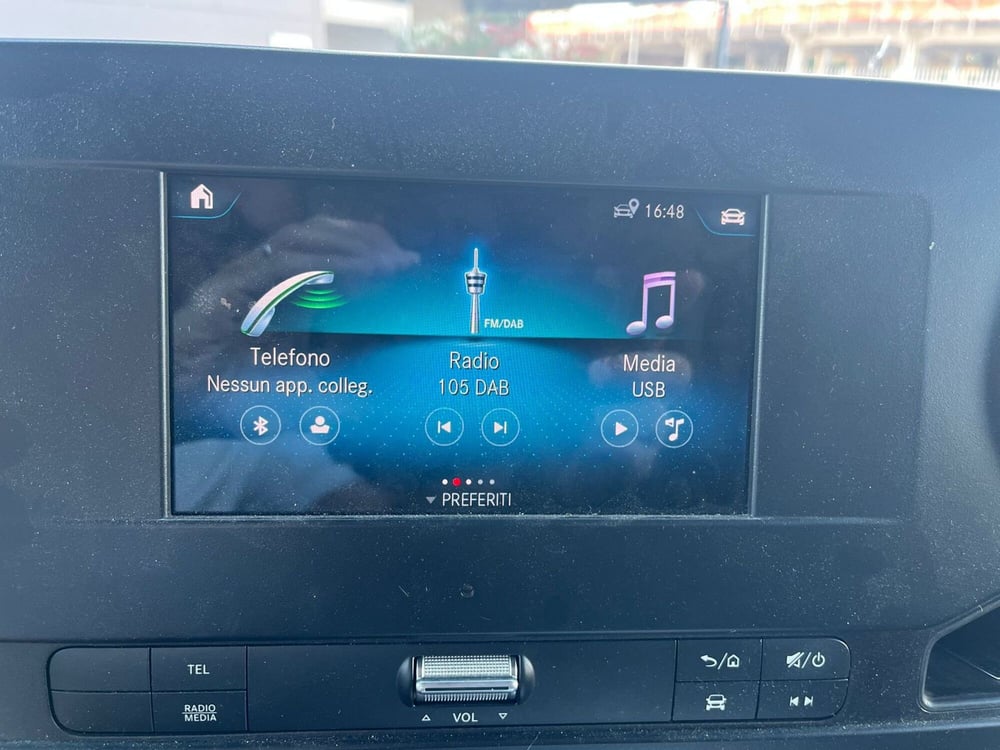 16:48
FM/DAB
Telefono
Nessun app. colleg.
Radio
105 DAB
Media
USB
PREFERITI
TEL
RADIO
MEDIA
VOL